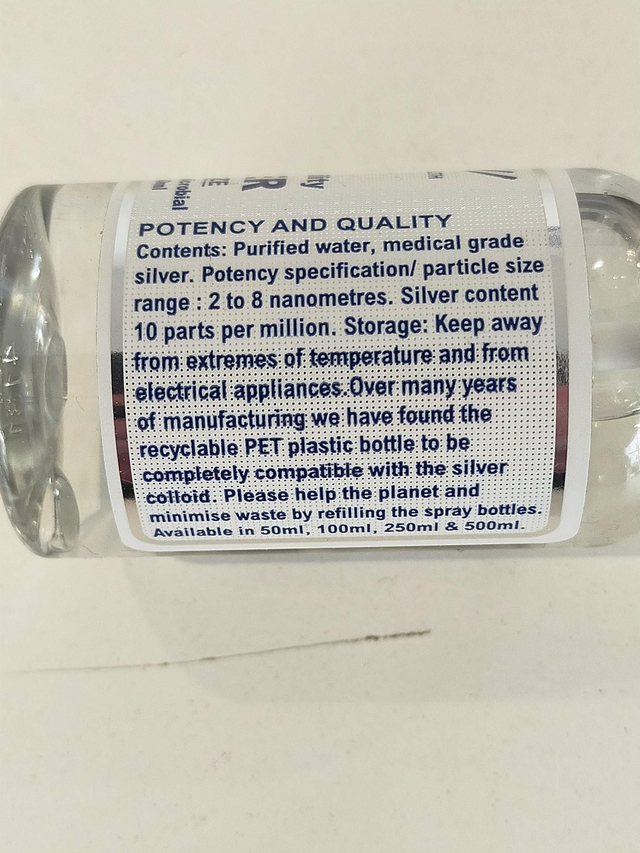 POTENCY AND QUALITY
Contents: Purified water, medical grade
silver. Potency specification/ particle size
range : 2 to 8 nanometres. Silver content
10 parts per million. Storage: Keep away
from extremes of temperature and from
electrical appliances.Over many years
of manufacturing we have found the
recyclable PET plastic bottle to be
completely compatible with the silver
colloid. Please help the planet and
minimise waste by refilling the spray bottles.
Available in 50ml, 100ml, 250ml & 500ml.